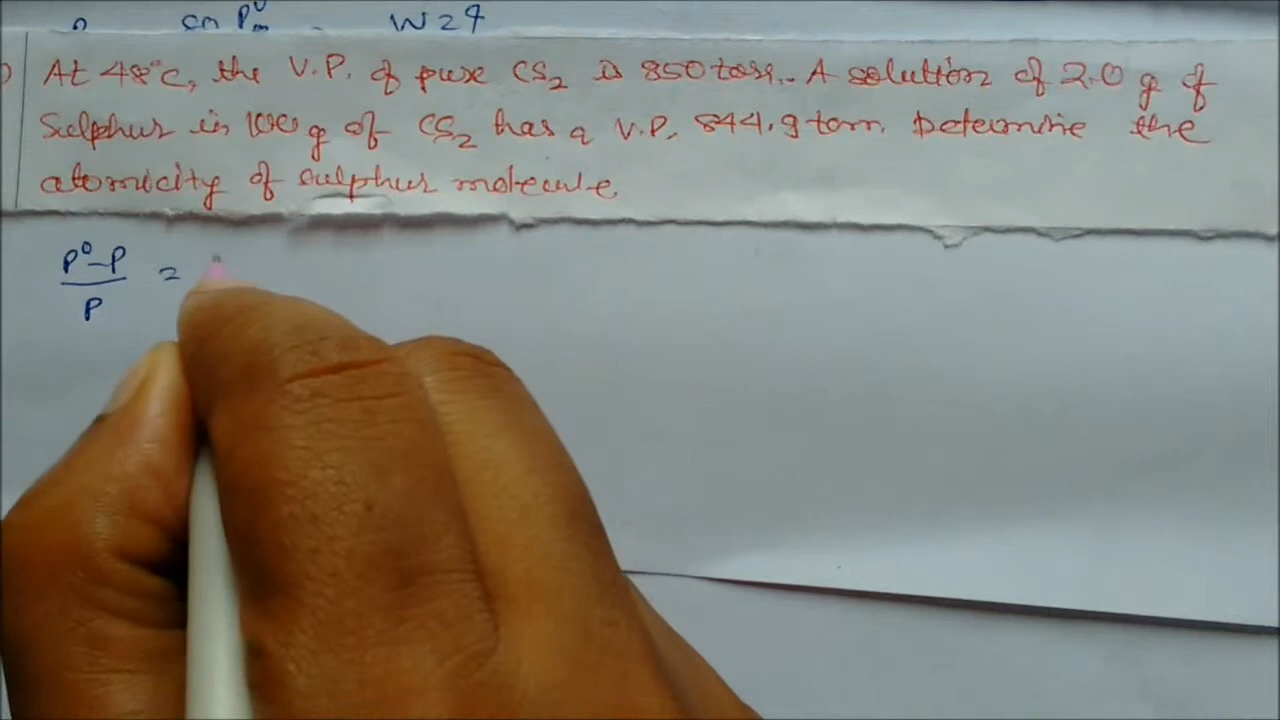 At 48°C, the V.P. of pure CS₂ is 850 torr. A solution of 2.0 g of
Sulphur in 100 g of CS₂ has a V.P. 844.9 torr. Determine the
atomicity of sulphur molecule.
P⁰-P
=
P